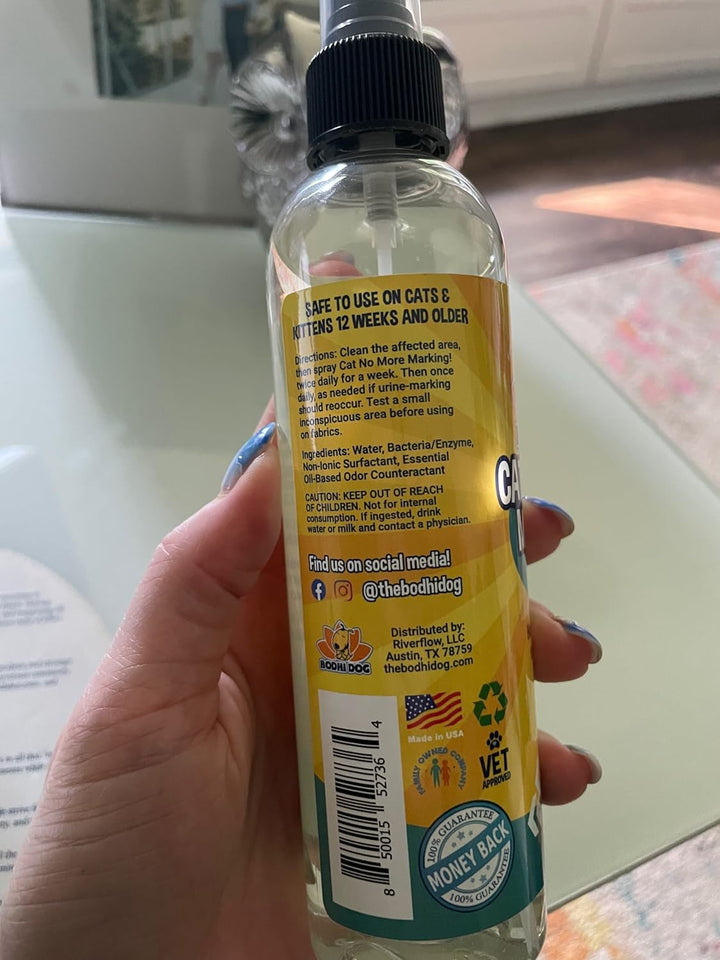 SAFE TO USE ON CATS &
KITTENS 12 WEEKS AND OLDER
Directions: Clean the affected area,
then spray Cat No More Marking!
twice daily for a week. Then once
daily, as needed if urine-marking
should reoccur. Test a small
inconspicuous area before using
on fabrics.
Ingredients: Water, Bacteria/Enzyme,
Non-Ionic Surfactant, Essential
Oil-Based Odor Counteractant
CAUTION: KEEP OUT OF REACH
OF CHILDREN. Not for internal
consumption. If ingested, drink
water or milk and contact a physician.
Find us on social media!
@thebodhidog
BODHI DOG
Distributed by:
Riverflow, LLC
Austin, TX 78759
thebodhidog.com
Made in USA
FAMILY OWNED COMPANY
VET
APPROVED
8 50015 52736 4
100% GUARANTEE
MONEY BACK
100% GUARANTEE
CA